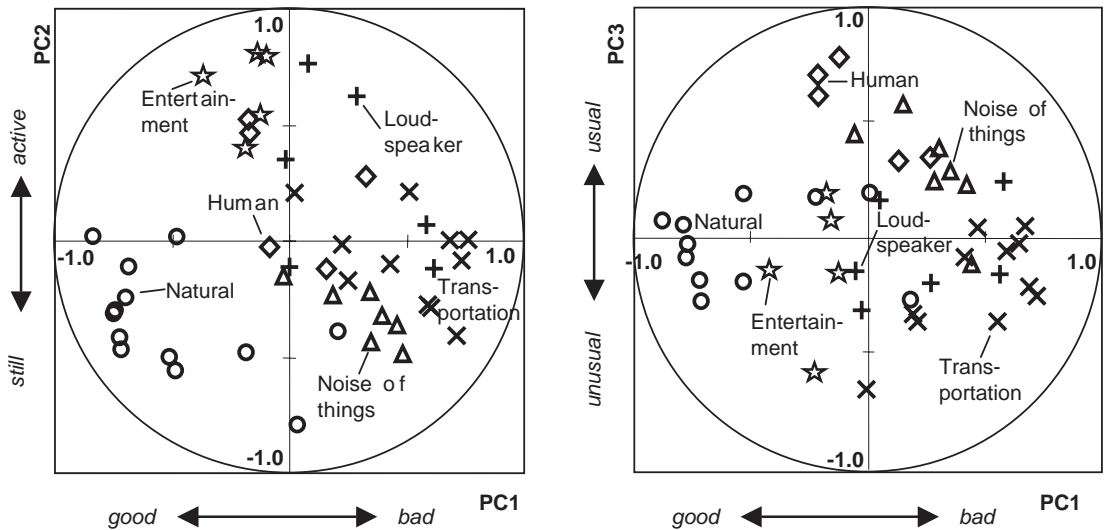 PC2
1.0
Entertain-
ment
Loud-
spea ker
active
Human
-1.0
1.0
Natural
Trans-
portation
still
Noise of
things
-1.0
PC1
good
bad
PC3
1.0
Human
Noise of
things
usual
Natural
Loud-
speaker
-1.0
1.0
Entertain-
ment
unusual
Trans-
portation
-1.0
PC1
good
bad